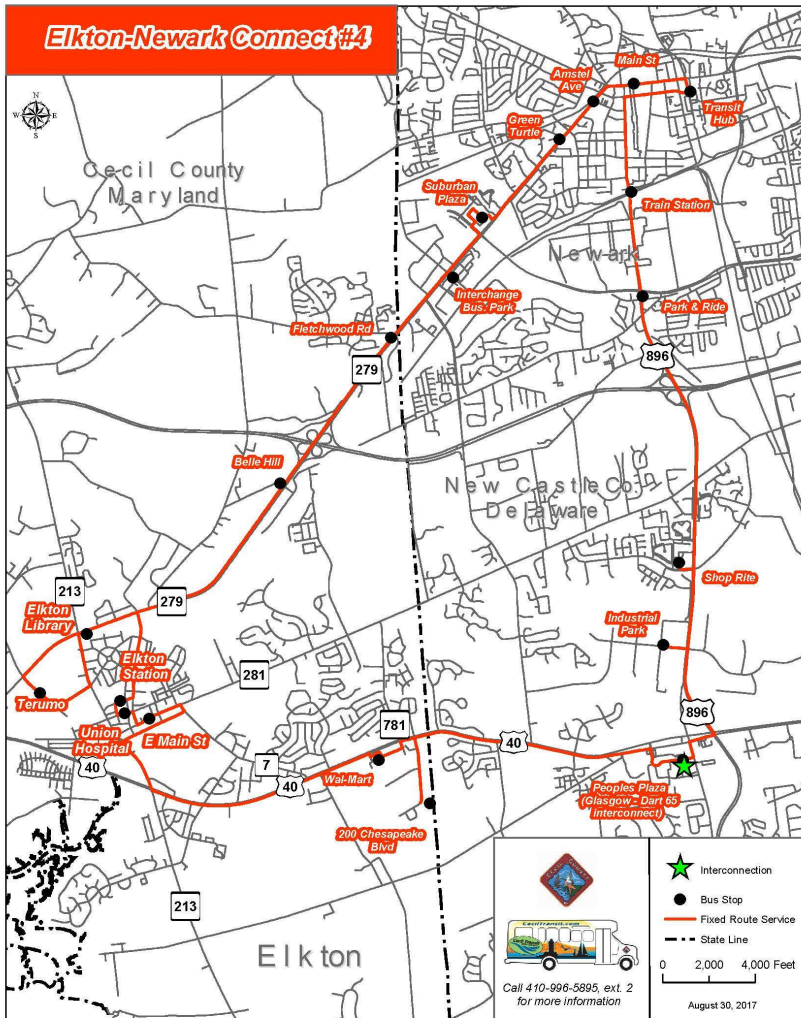 Elkton-Newark Connect #4
N
W E
S
Cecil County
Maryland
Main St
Amstel
Ave
Transit
Hub
Green
Turtle
Suburban
Plaza
Train Station
Newark
Interchange
Bus. Park
Park & Ride
Fletchwood Rd
896
279
Belle Hill
New Castle Co.
Delaware
213
279
Shop Rite
Elkton
Library
Industrial
Park
Elkton
Station
281
Terumo
896
781
Union
Hospital
E Main St
40
40
7
Wal-Mart
40
Peoples Plaza
(Glasgow - Dart 65
interconnect)
200 Chesapeake
Blvd
213
Elkton
CecilTransit.com
Cecil Transit
Call 410-996-5895, ext. 2
for more information
Interconnection
Bus Stop
Fixed Route Service
State Line
0 2,000 4,000 Feet
August 30, 2017